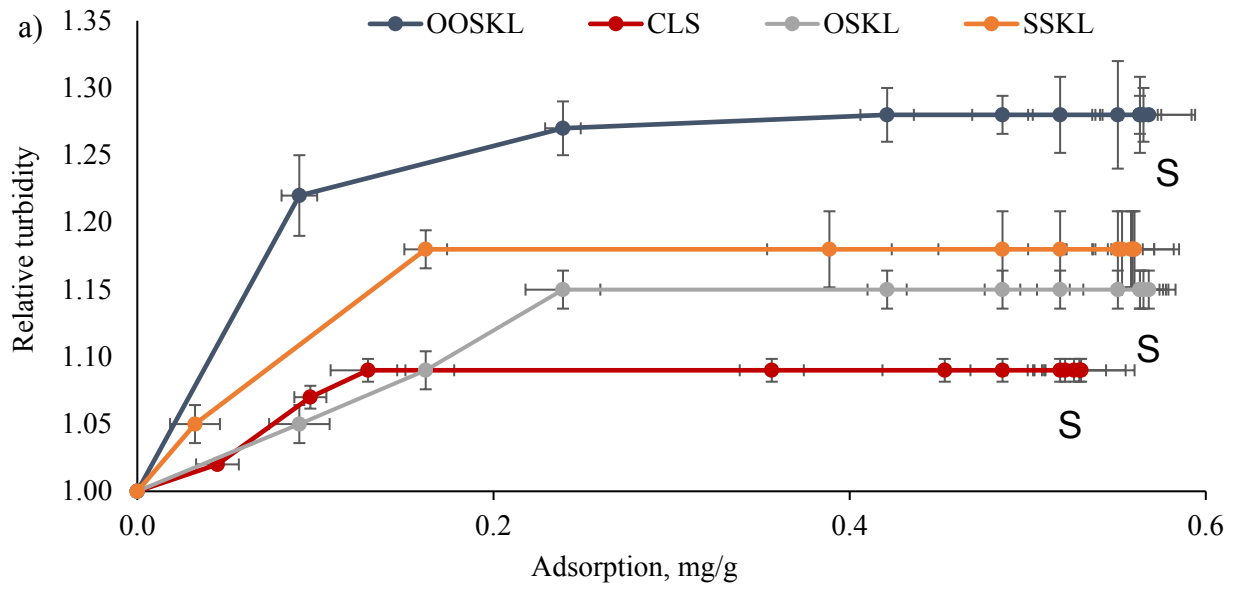 a)
OOSKL CLS OSKL SSKL
Relative turbidity
1.35
1.30
1.25
1.20
1.15
1.10
1.05
1.00
S
S
S
0.0 0.2 0.4 0.6
Adsorption, mg/g